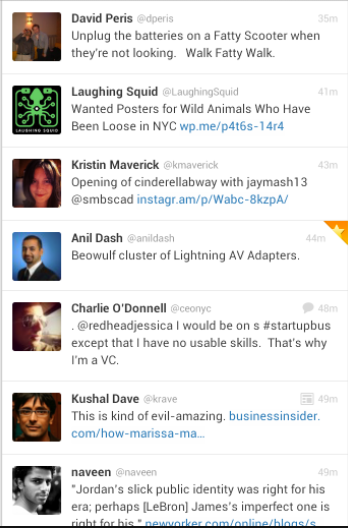 David Peris @dperis 35m
Unplug the batteries on a Fatty Scooter when
they're not looking. Walk Fatty Walk.
Laughing Squid @LaughingSquid 41m
Wanted Posters for Wild Animals Who Have
Been Loose in NYC wp.me/p4t6s-14r4
LAUGHING SQUID
Kristin Maverick @kmaverick 43m
Opening of cinderellabway with jaymash13
@smbscad instagr.am/p/Wabc-8kzpA/
Anil Dash @anildash 44m
Beowulf cluster of Lightning AV Adapters.
Charlie O'Donnell @ceonyc 48m
. @redheadjessica I would be on s #startupbus
except that I have no usable skills. That's why
I'm a VC.
Kushal Dave @krave 49m
This is kind of evil-amazing. businessinsider.
com/how-marissa-ma...
naveen @naveen 49m
"Jordan's slick public identity was right for his
era; perhaps [LeBron] James's imperfect one is
right for his." newyorker.com/online/blogs/s